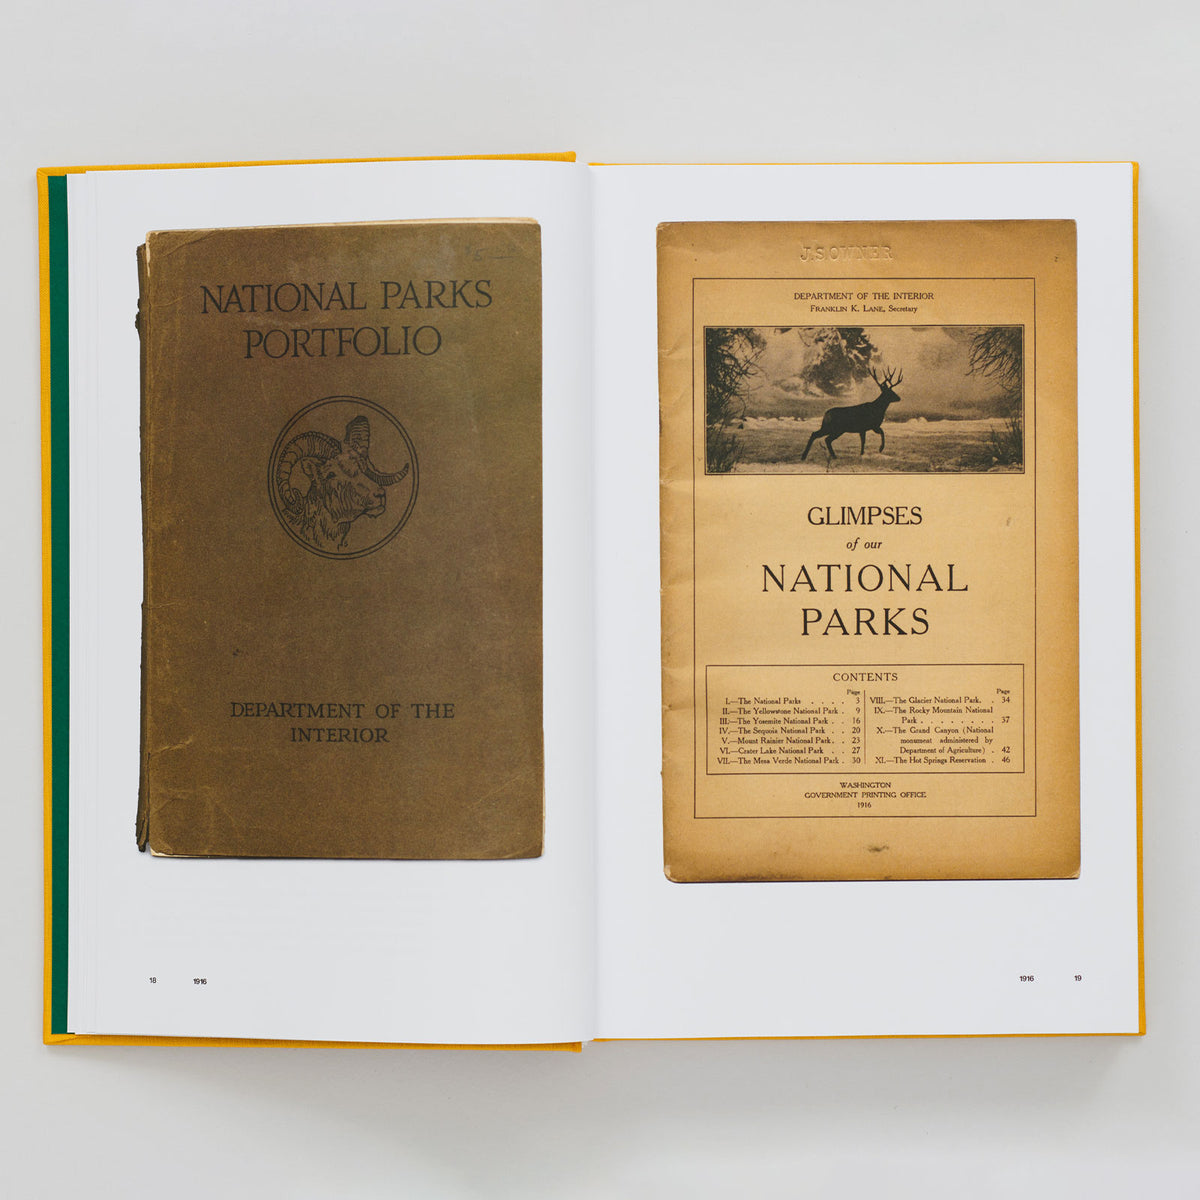 NATIONAL PARKS
PORTFOLIO
DEPARTMENT OF THE
INTERIOR
18 1916
J.S.OWNER
DEPARTMENT OF THE INTERIOR
FRANKLIN K. LANE, Secretary
GLIMPSES
of our
NATIONAL
PARKS
CONTENTS
Page
I.—The National Parks . . . . 3
II.—The Yellowstone National Park . 9
III.—The Yosemite National Park . . 16
IV.—The Sequoia National Park . . 20
V.—Mount Rainier National Park . . 23
VI.—Crater Lake National Park . . 27
VII.—The Mesa Verde National Park . 30
Page
VIII.—The Glacier National Park . . 34
IX.—The Rocky Mountain National
Park . . . . . . . . 37
X.—The Grand Canyon (National
monument administered by
Department of Agriculture) . 42
XI.—The Hot Springs Reservation . 46
WASHINGTON
GOVERNMENT PRINTING OFFICE
1916
1916 19